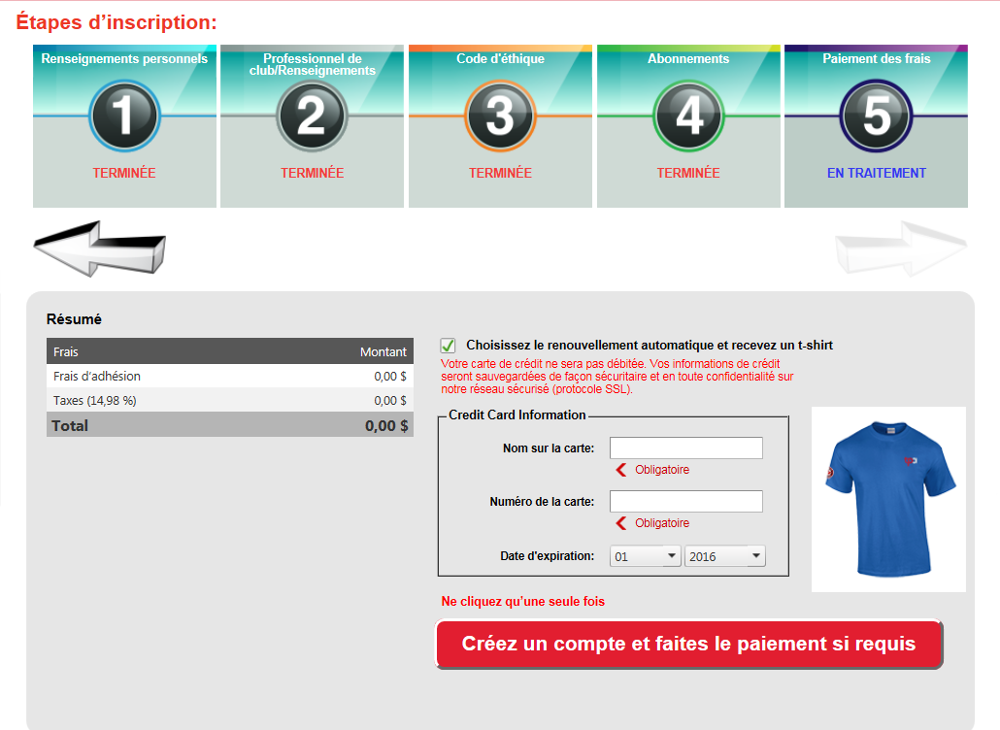 Étapes d'inscription:
Renseignements personnels
1
TERMINÉE
Professionnel de
club/Renseignements
2
TERMINÉE
Code d'éthique
3
TERMINÉE
Abonnements
4
TERMINÉE
Paiement des frais
5
EN TRAITEMENT
Résumé
Frais Montant
Frais d'adhésion 0,00 $
Taxes (14,98 %) 0,00 $
Total 0,00 $
Choisissez le renouvellement automatique et recevez un t-shirt
Votre carte de crédit ne sera pas débitée. Vos informations de crédit
seront sauvegardées de façon sécuritaire et en toute confidentialité sur
notre réseau sécurisé (protocole SSL).
Credit Card Information
Nom sur la carte:
Obligatoire
Numéro de la carte:
Obligatoire
Date d'expiration: 01 2016
Ne cliquez qu'une seule fois
Créez un compte et faites le paiement si requis